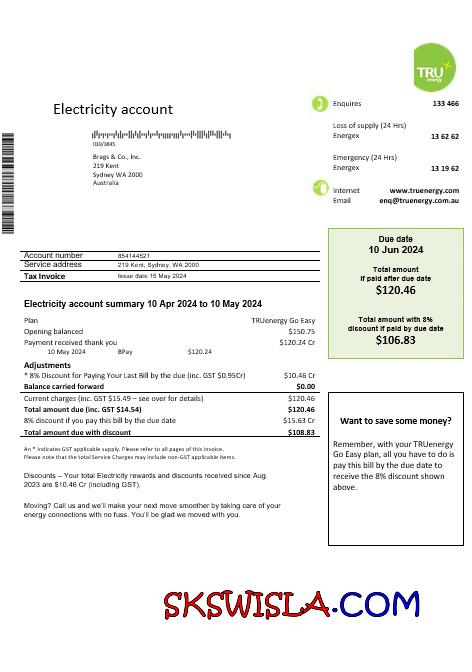 TRU
Electricity account
Enquires 133 466
Loss of supply (24 Hrs)
Energex 13 62 62
Emergency (24 Hrs)
Energex 13 19 62
Internet www.truenergy.com
Email enq@truenergy.com.au
030/3845
Brags & Co., Inc.
219 Kent
Sydney WA 2000
Australia
Due date
10 Jun 2024
Total amount
if paid after due date
$120.46
Total amount with 8%
discount if paid by due date
$106.83
Account number 854144521
Service address 219 Kent, Sydney, WA 2000
Tax Invoice Issue date 15 May 2024
Electricity account summary 10 Apr 2024 to 10 May 2024
Plan TRUenergy Go Easy
Opening balanced $150.75
Payment received thank you $120.24 Cr
10 May 2024 BPay $120.24
Adjustments
* 8% Discount for Paying Your Last Bill by the due (inc. GST $0.95Cr) $10.46 Cr
Balance carried forward $0.00
Current charges (inc. GST $15.49 – see over for details) $120.46
Total amount due (inc. GST $14.54) $120.46
8% discount if you pay this bill by the due date $15.63 Cr
Total amount due with discount $108.83
An * indicates GST applicable supply. Please refer to all pages of this invoice.
Please note that the total Service Charges may include non-GST applicable items.
Discounts – Your total Electricity rewards and discounts received since Aug.
2023 are $10.46 Cr (including GST).
Moving? Call us and we'll make your next move smoother by taking care of your
energy connections with no fuss. You'll be glad we moved with you.
Want to save some money?
Remember, with your TRUenergy
Go Easy plan, all you have to do is
pay this bill by the due date to
receive the 8% discount shown
above.
SKSWISLA.COM